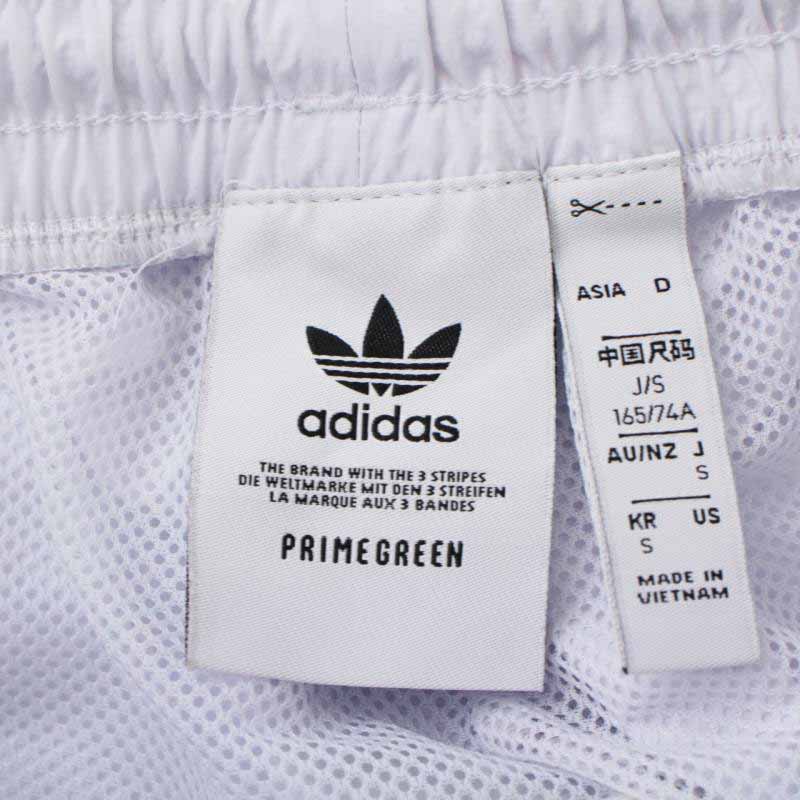 adidas
THE BRAND WITH THE 3 STRIPES
DIE WELTMARKE MIT DEN 3 STREIFEN
LA MARQUE AUX 3 BANDES
PRIMEGREEN
ASIA D
中国尺码
J/S
165/74A
AU/NZ J
S
KR US
S
MADE IN
VIETNAM